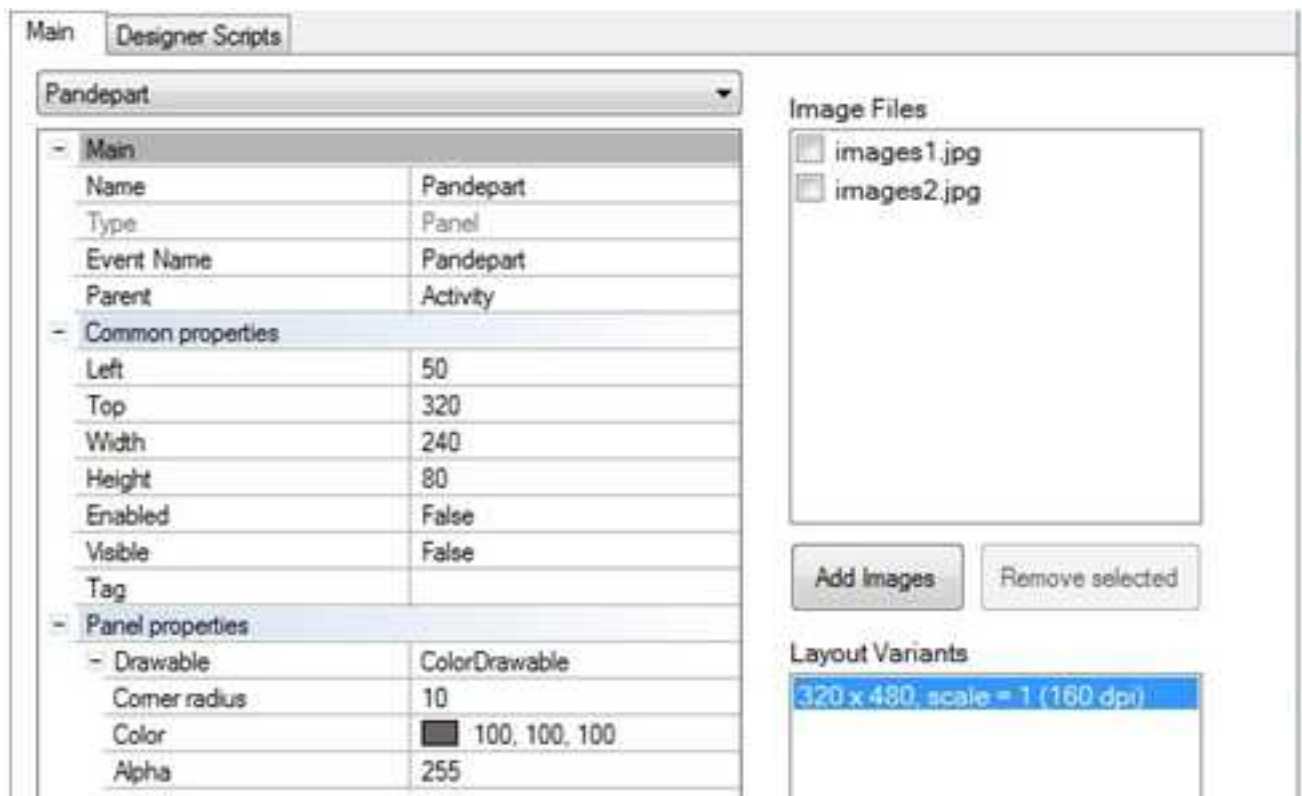 Main
Designer Scripts
Pandepart
- Main
Name Pandepart
Type Panel
Event Name Pandepart
Parent Activity
- Common properties
Left 50
Top 320
Width 240
Height 80
Enabled False
Visible False
Tag
- Panel properties
- Drawable ColorDrawable
Corner radius 10
Color 100, 100, 100
Alpha 255
Image Files
images1.jpg
images2.jpg
Add Images
Remove selected
Layout Variants
320 x 480, scale = 1 (160 dpi)